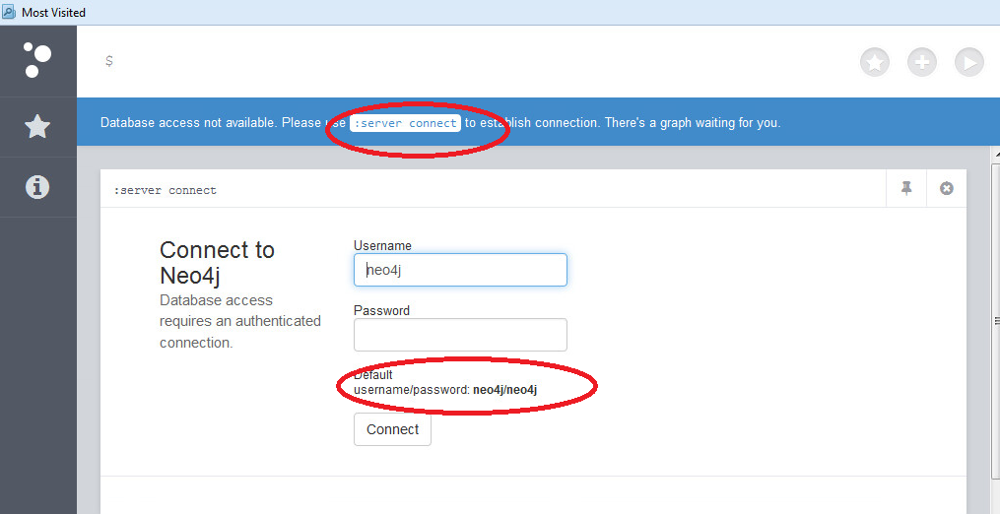 Most Visited
$
Database access not available. Please use :server connect to establish connection. There's a graph waiting for you.
:server connect
Connect to
Neo4j
Database access
requires an authenticated
connection.
Username
neo4j
Password
Default
username/password: neo4j/neo4j
Connect